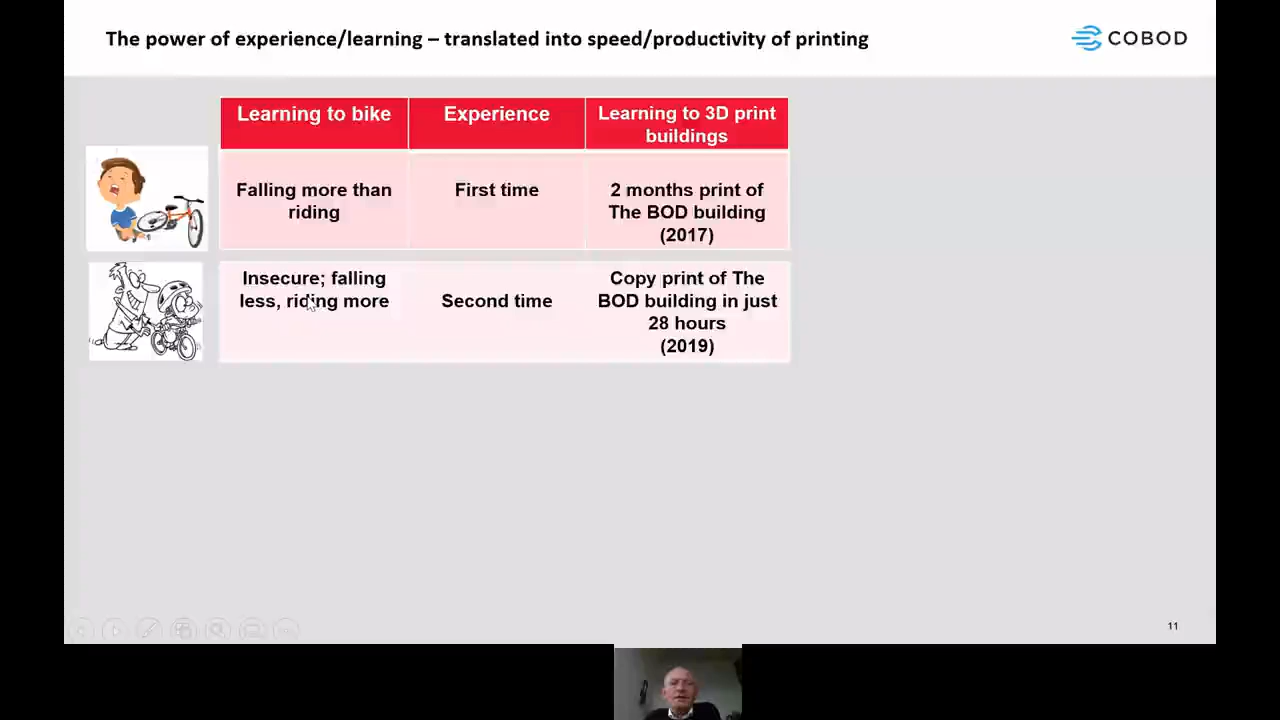 The power of experience/learning – translated into speed/productivity of printing
COBOD
Learning to bike
Experience
Learning to 3D print
buildings
Falling more than
riding
First time
2 months print of
The BOD building
(2017)
Insecure; falling
less, riding more
Second time
Copy print of The
BOD building in just
28 hours
(2019)
11